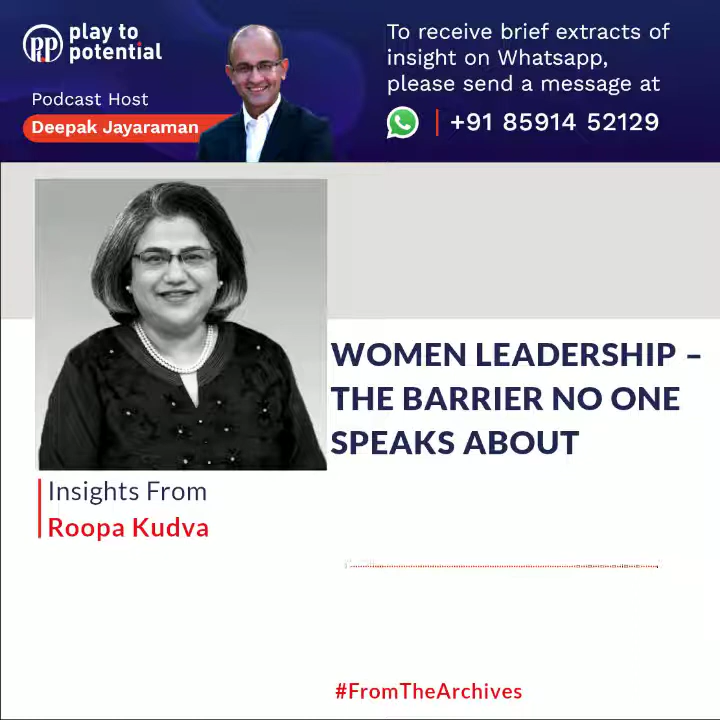 play to
potential
Podcast Host
Deepak Jayaraman
To receive brief extracts of
insight on Whatsapp,
please send a message at
+91 85914 52129
WOMEN LEADERSHIP –
THE BARRIER NO ONE
SPEAKS ABOUT
Insights From
Roopa Kudva
#FromTheArchives